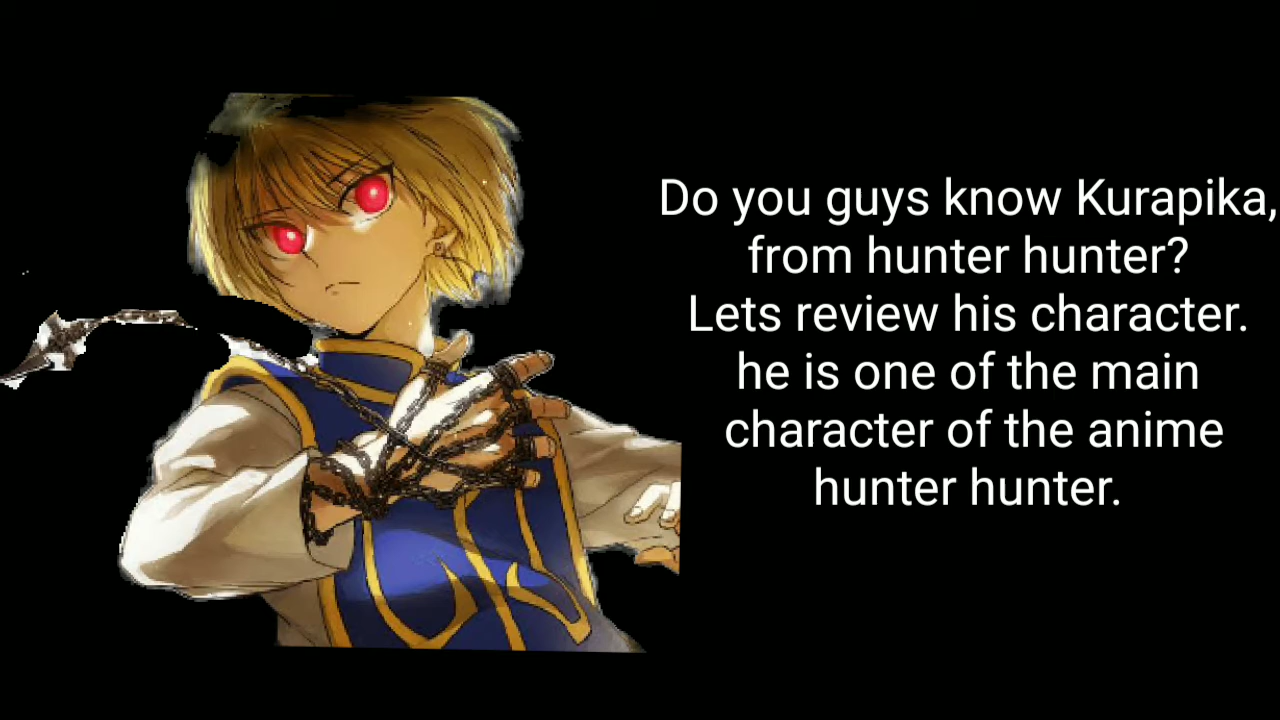 Do you guys know Kurapika,
from hunter hunter?
Lets review his character.
he is one of the main
character of the anime
hunter hunter.